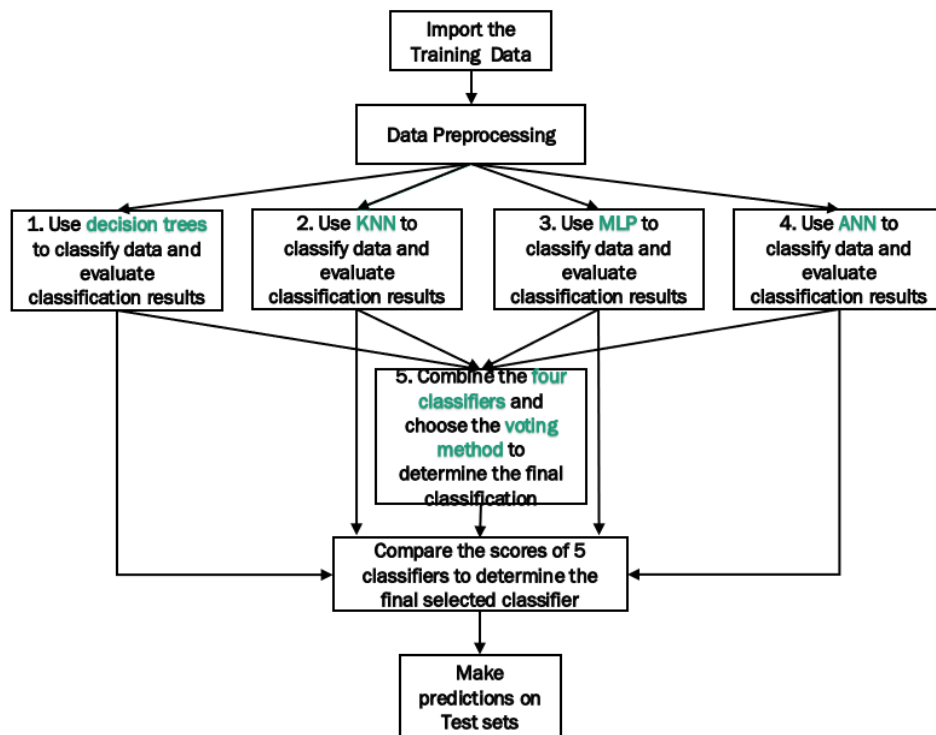 Import the
Training Data
Data Preprocessing
1. Use decision trees
to classify data and
evaluate
classification results
2. Use KNN to
classify data and
evaluate
classification results
3. Use MLP to
classify data and
evaluate
classification results
4. Use ANN to
classify data and
evaluate
classification results
5. Combine the four
classifiers and
choose the voting
method to
determine the final
classification
Compare the scores of 5
classifiers to determine the
final selected classifier
Make
predictions on
Test sets